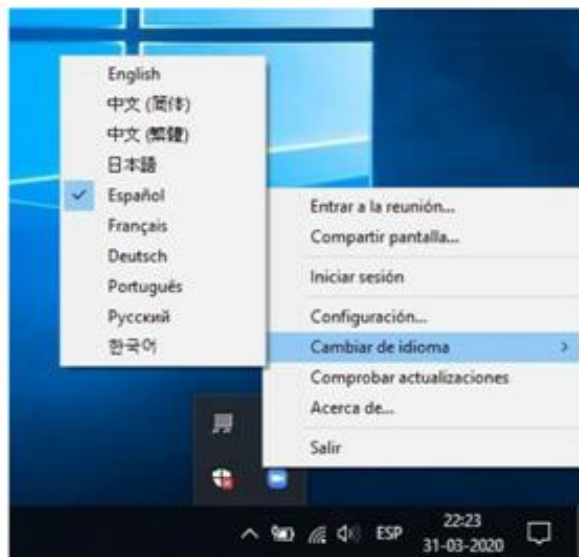 English
中文 (简体)
中文 (繁體)
日本語
Español
Français
Deutsch
Português
Русский
한국어
Entrar a la reunión...
Compartir pantalla...
Iniciar sesión
Configuración...
Cambiar de idioma
Comprobar actualizaciones
Acerca de...
Salir
ESP
22:23
31-03-2020